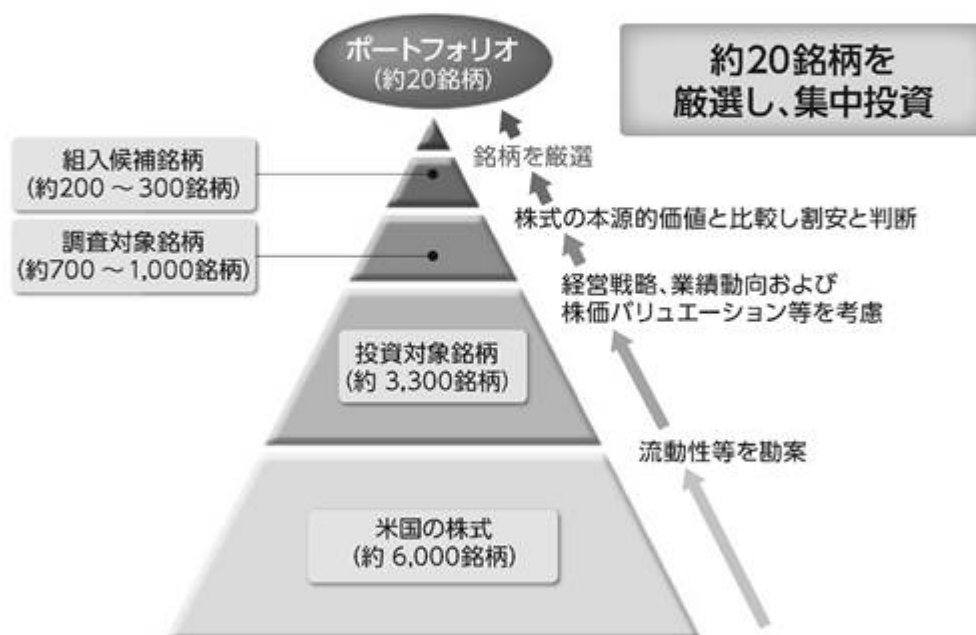 ポートフォリオ
(約20銘柄)
約20銘柄を
厳選し、集中投資
銘柄を厳選
組入候補銘柄
(約200 ～ 300銘柄)
株式の本源的価値と比較し割安と判断
調査対象銘柄
(約700 ～ 1,000銘柄)
経営戦略、業績動向および
株価バリュエーション等を考慮
投資対象銘柄
(約 3,300銘柄)
流動性等を勘案
米国の株式
(約 6,000銘柄)